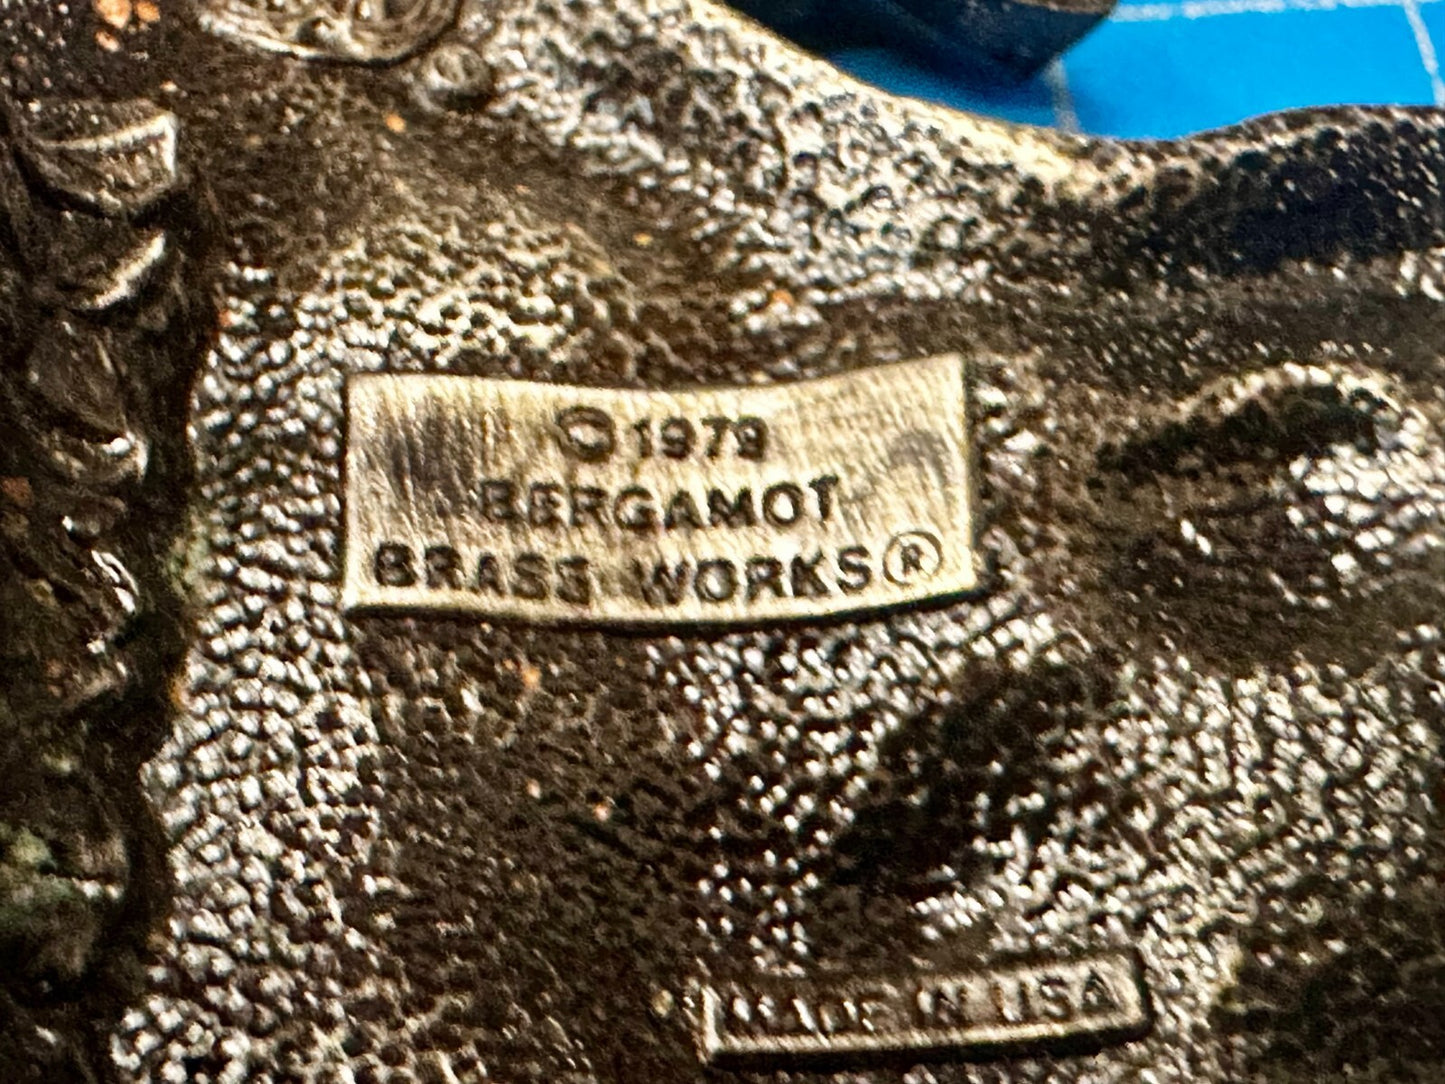 ©1979
BERGAMOT
BRASS WORKS®
MADE IN USA